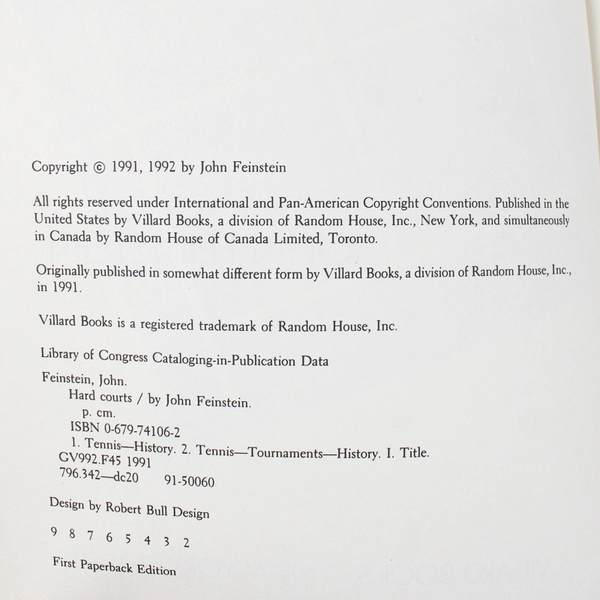 Copyright © 1991, 1992 by John Feinstein
All rights reserved under International and Pan-American Copyright Conventions. Published in the
United States by Villard Books, a division of Random House, Inc., New York, and simultaneously
in Canada by Random House of Canada Limited, Toronto.
Originally published in somewhat different form by Villard Books, a division of Random House, Inc.,
in 1991.
Villard Books is a registered trademark of Random House, Inc.
Library of Congress Cataloging-in-Publication Data
Feinstein, John.
Hard courts / by John Feinstein.
p. cm.
ISBN 0-679-74106-2
1. Tennis—History. 2. Tennis—Tournaments—History. I. Title.
GV992.F45 1991
796.342—dc20 91-50060
Design by Robert Bull Design
9 8 7 6 5 4 3 2
First Paperback Edition